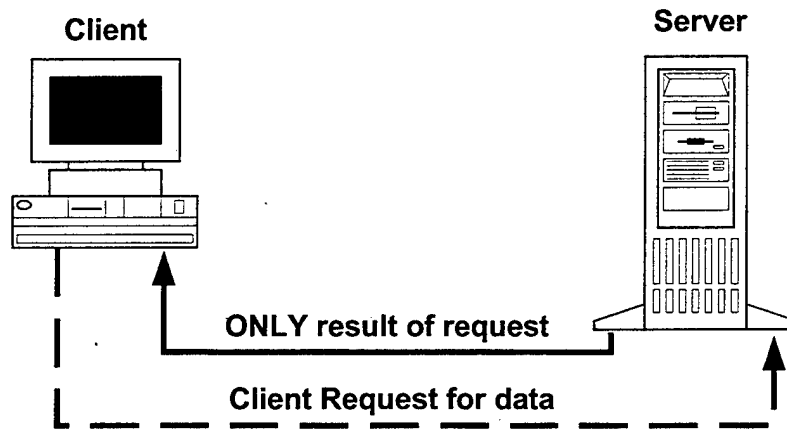 Client
Server
ONLY result of request
Client Request for data